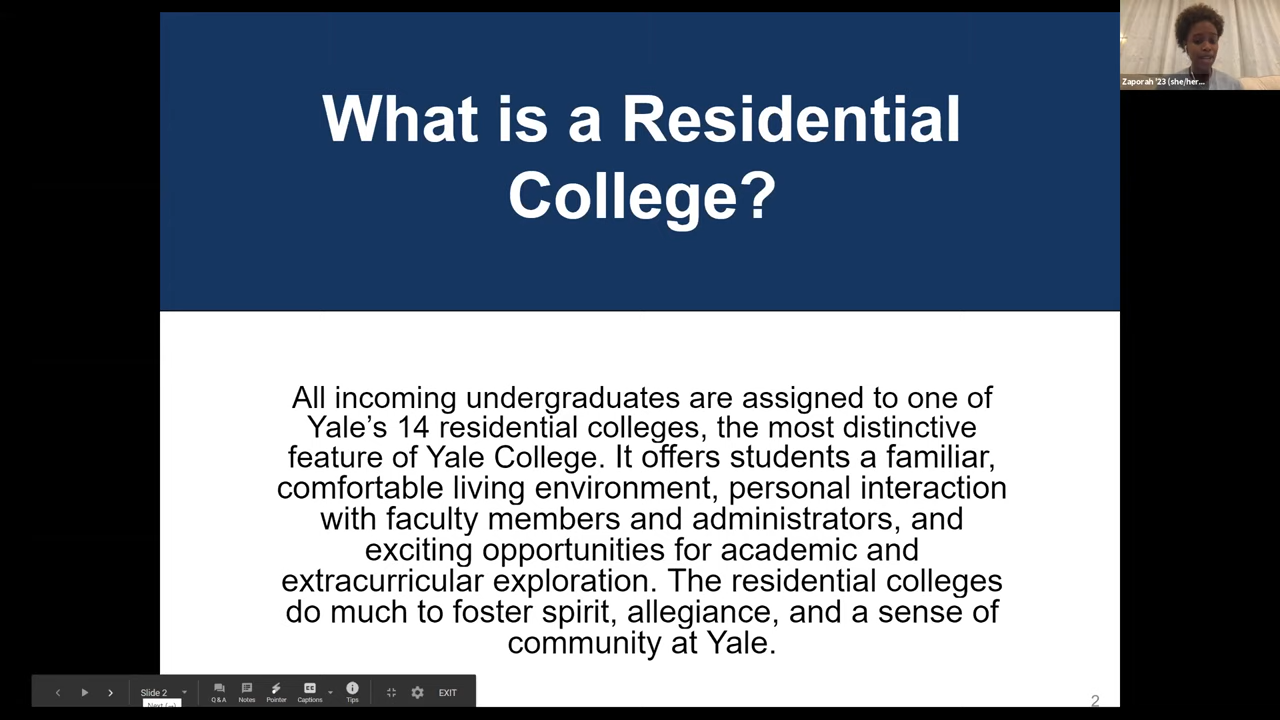 What is a Residential
College?
Zaporah '23 (she/her...
All incoming undergraduates are assigned to one of
Yale’s 14 residential colleges, the most distinctive
feature of Yale College. It offers students a familiar,
comfortable living environment, personal interaction
with faculty members and administrators, and
exciting opportunities for academic and
extracurricular exploration. The residential colleges
do much to foster spirit, allegiance, and a sense of
community at Yale.
Slide 2
Q&A Notes Pointer Captions Tips
EXIT
Next (→)
2